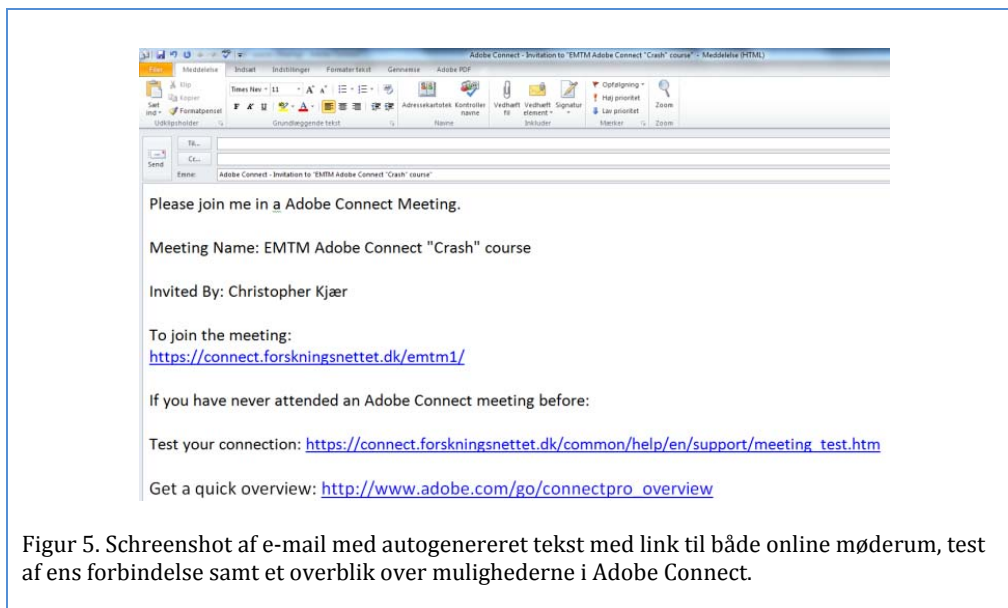 Adobe Connect - Invitation to "EMTM Adobe Connect "Crash" course" - Meddelelse (HTML)
Filer Meddelelse Indsæt Indstillinger Formater tekst Gennemse Adobe PDF
Sæt ind
Klip
Kopier
Formatpensel
Udklipsholder
Times New 11
F K U
Grundlæggende tekst
Adressekartotek Kontroller navne
Navne
Vedhæft fil Vedhæft element Signatur
Inkluder
Opfølgning
Høj prioritet
Lav prioritet
Mærker
Zoom
Zoom
Send
Til...
Cc...
Emne: Adobe Connect - Invitation to "EMTM Adobe Connect "Crash" course"
Please join me in a Adobe Connect Meeting.
Meeting Name: EMTM Adobe Connect "Crash" course
Invited By: Christopher Kjær
To join the meeting:
https://connect.forskningsnettet.dk/emtm1/
If you have never attended an Adobe Connect meeting before:
Test your connection: https://connect.forskningsnettet.dk/common/help/en/support/meeting_test.htm
Get a quick overview: http://www.adobe.com/go/connectpro_overview
Figur 5. Schreenshot af e-mail med autogenereret tekst med link til både online møderum, test
af ens forbindelse samt et overblik over mulighederne i Adobe Connect.